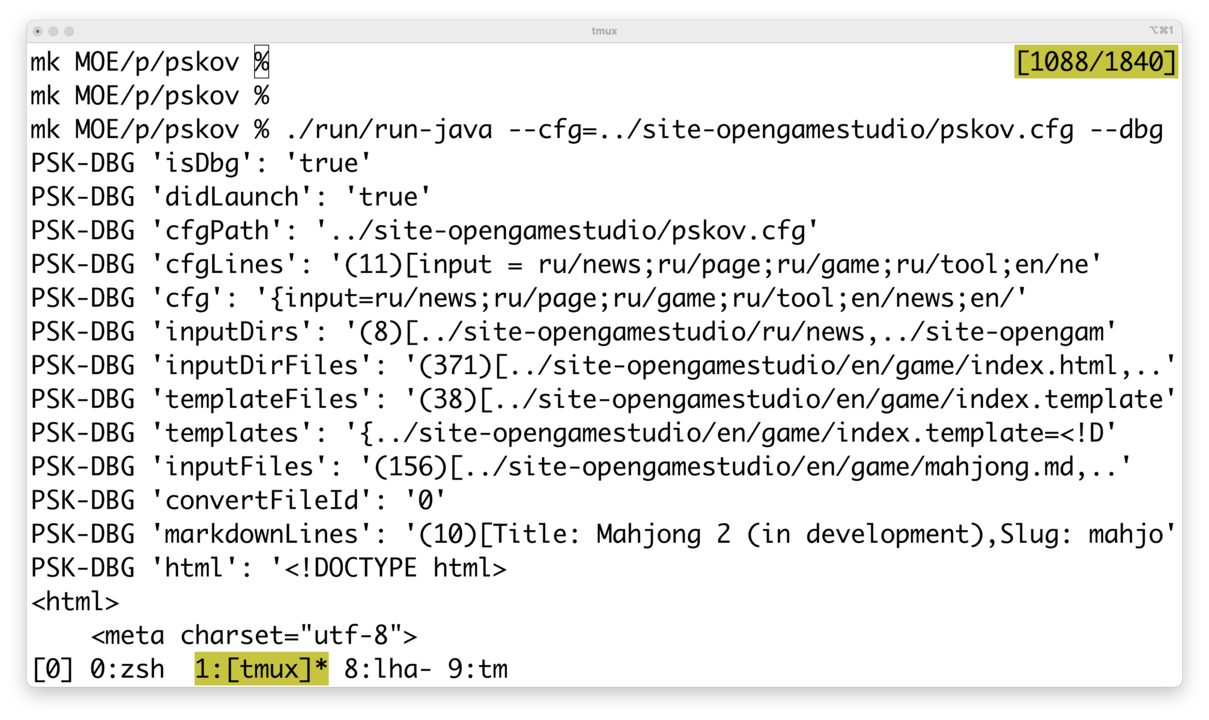 tmux
⌥⌘1
mk MOE/p/pskov %
[1088/1840]
mk MOE/p/pskov %
mk MOE/p/pskov % ./run/run-java --cfg=../site-opengamestudio/pskov.cfg --dbg
PSK-DBG 'isDbg': 'true'
PSK-DBG 'didLaunch': 'true'
PSK-DBG 'cfgPath': '../site-opengamestudio/pskov.cfg'
PSK-DBG 'cfgLines': '(11)[input = ru/news;ru/page;ru/game;ru/tool;en/ne'
PSK-DBG 'cfg': '{input=ru/news;ru/page;ru/game;ru/tool;en/news;en/'
PSK-DBG 'inputDirs': '(8)[../site-opengamestudio/ru/news,../site-opengam'
PSK-DBG 'inputDirFiles': '(371)[../site-opengamestudio/en/game/index.html,..'
PSK-DBG 'templateFiles': '(38)[../site-opengamestudio/en/game/index.template'
PSK-DBG 'templates': '{../site-opengamestudio/en/game/index.template=<!D'
PSK-DBG 'inputFiles': '(156)[../site-opengamestudio/en/game/mahjong.md,..'
PSK-DBG 'convertFileId': '0'
PSK-DBG 'markdownLines': '(10)[Title: Mahjong 2 (in development),Slug: mahjo'
PSK-DBG 'html': '<!DOCTYPE html>
<html>
    <meta charset="utf-8">
[0] 0:zsh  1:[tmux]* 8:lha- 9:tm